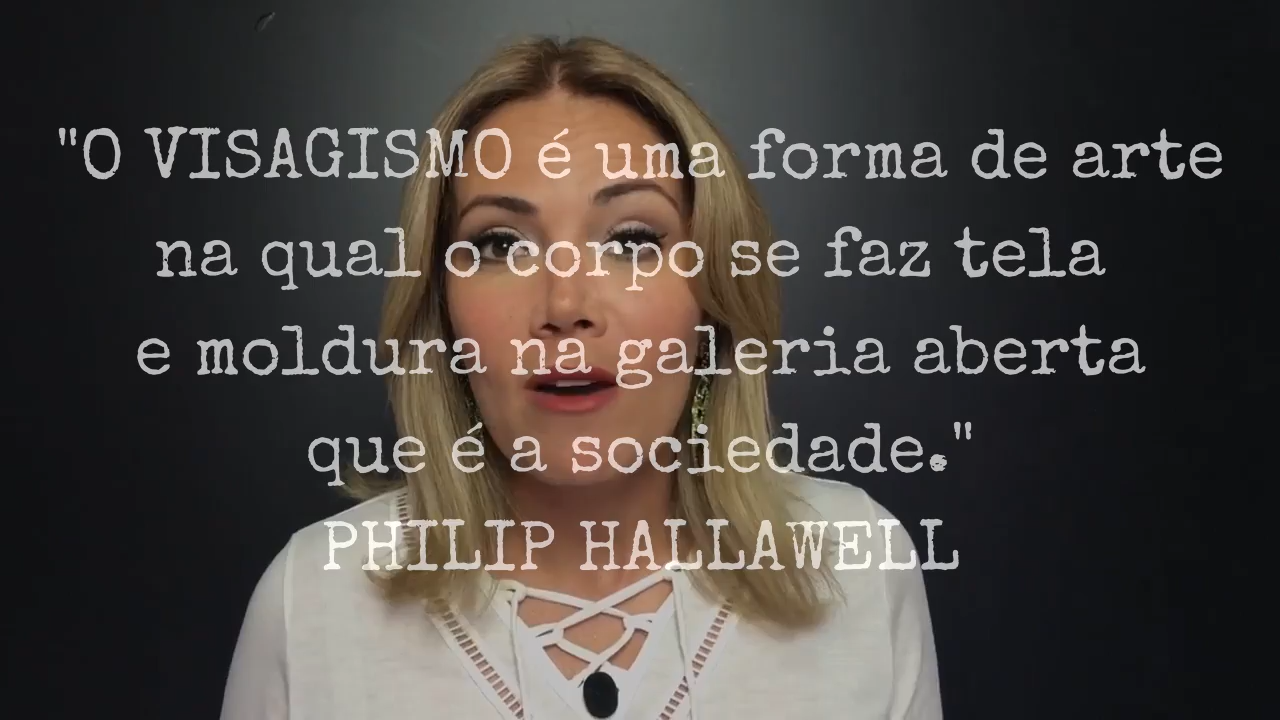 "O VISAGISMO é uma forma de arte
na qual o corpo se faz tela
e moldura na galeria aberta
que é a sociedade."
PHILIP HALLAWELL